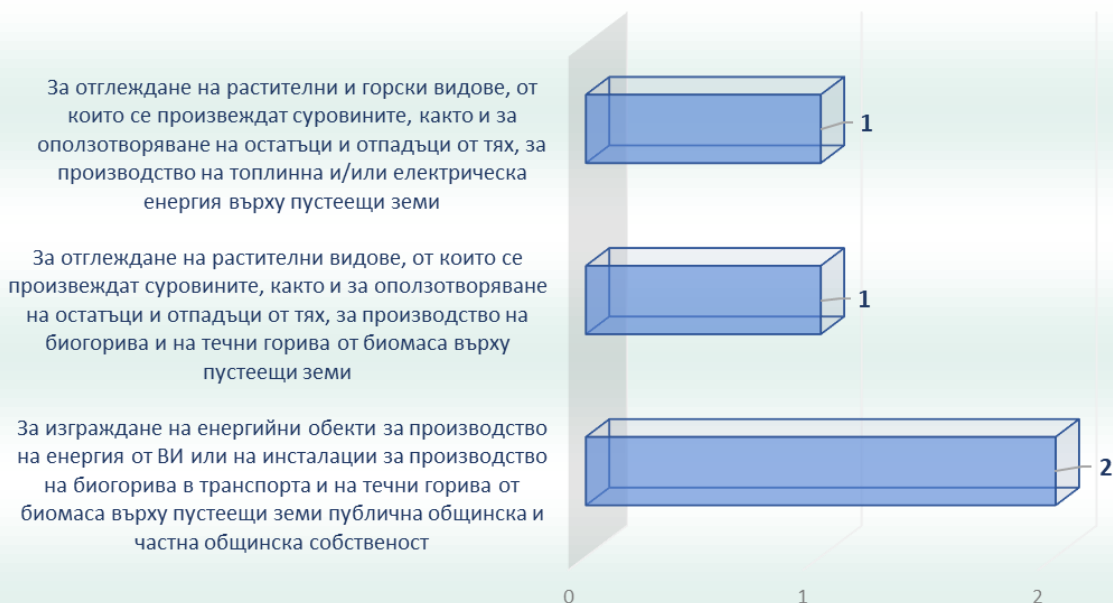 За отглеждане на растителни и горски видове, от
които се произвеждат суровините, както и за
оползотворяване на остатъци и отпадъци от тях, за
производство на топлинна и/или електрическа
енергия върху пустеещи земи
1
За отглеждане на растителни видове, от които се
произвеждат суровините, както и за оползотворяване
на остатъци и отпадъци от тях, за производство на
биогорива и на течни горива от биомаса върху
пустеещи земи
1
За изграждане на енергийни обекти за производство
на енергия от ВИ или на инсталации за производство
на биогорива в транспорта и на течни горива от
биомаса върху пустеещи земи публична общинска и
частна общинска собственост
2
0 1 2